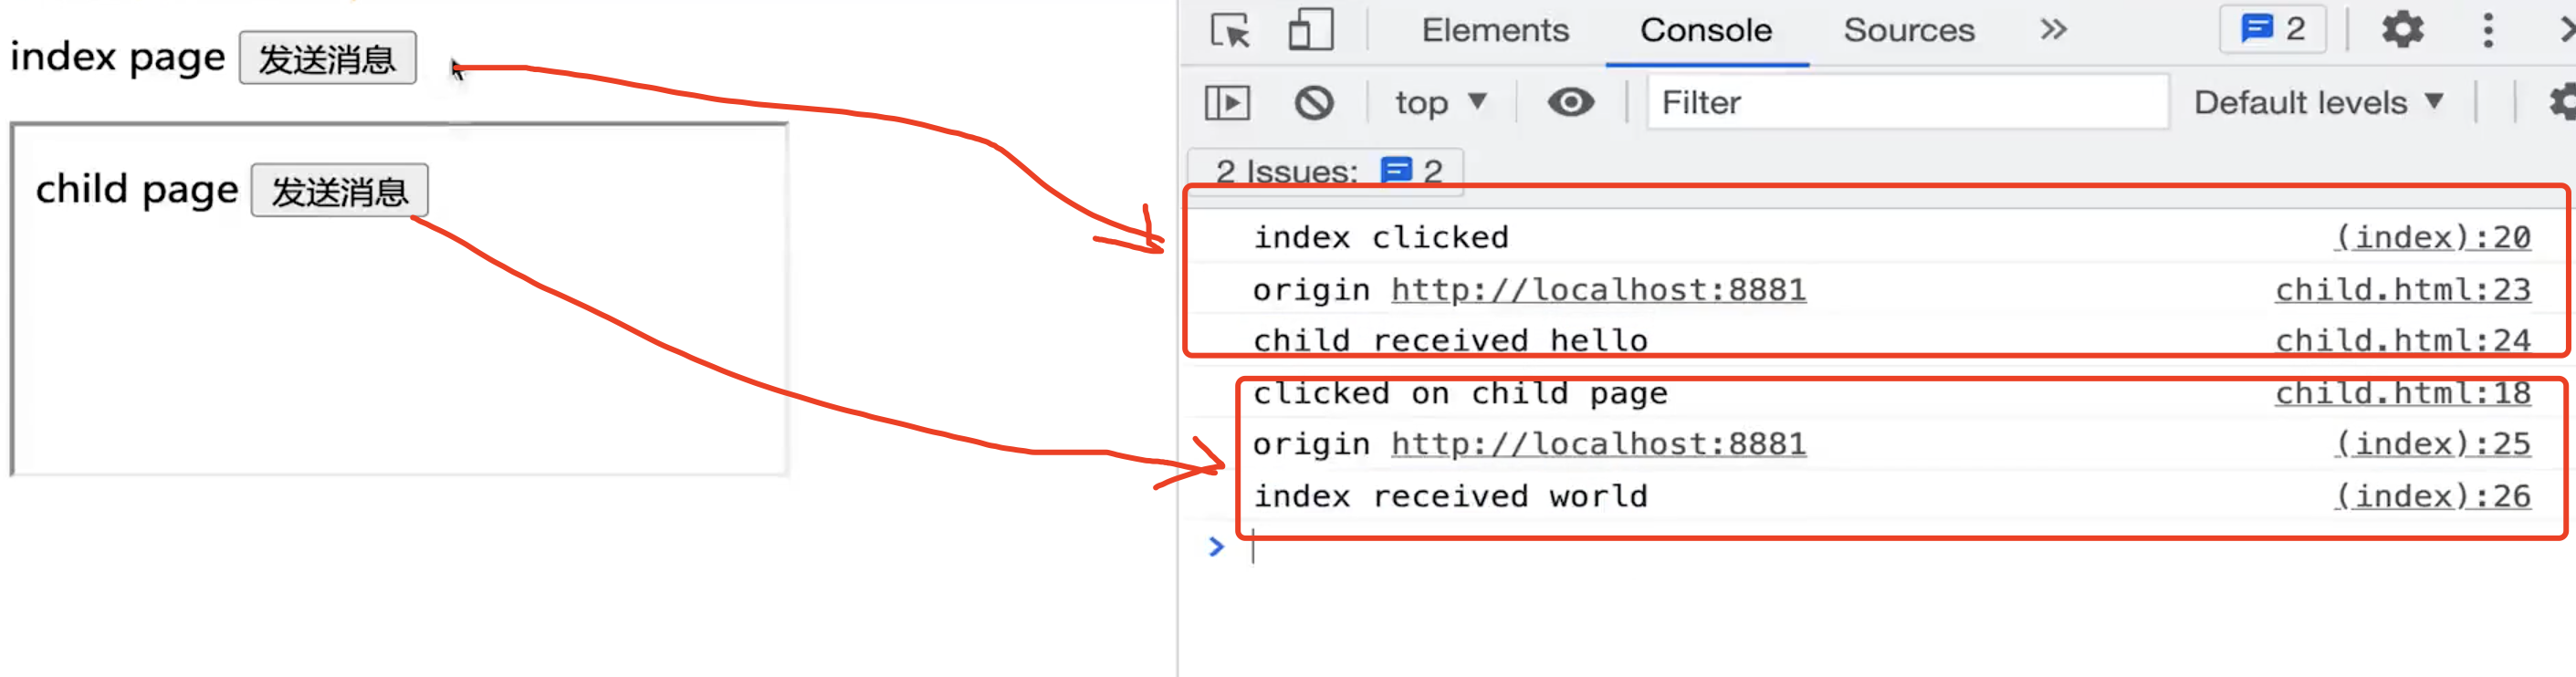 index page 发送消息
child page 发送消息
Elements Console Sources 2
top Filter Default levels
2 Issues: 2
index clicked (index):20
origin http://localhost:8881 child.html:23
child received hello child.html:24
clicked on child page child.html:18
origin http://localhost:8881 (index):25
index received world (index):26